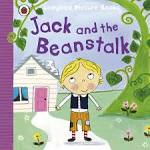 Ladybird Picture Books
Jack and the
Beanstalk